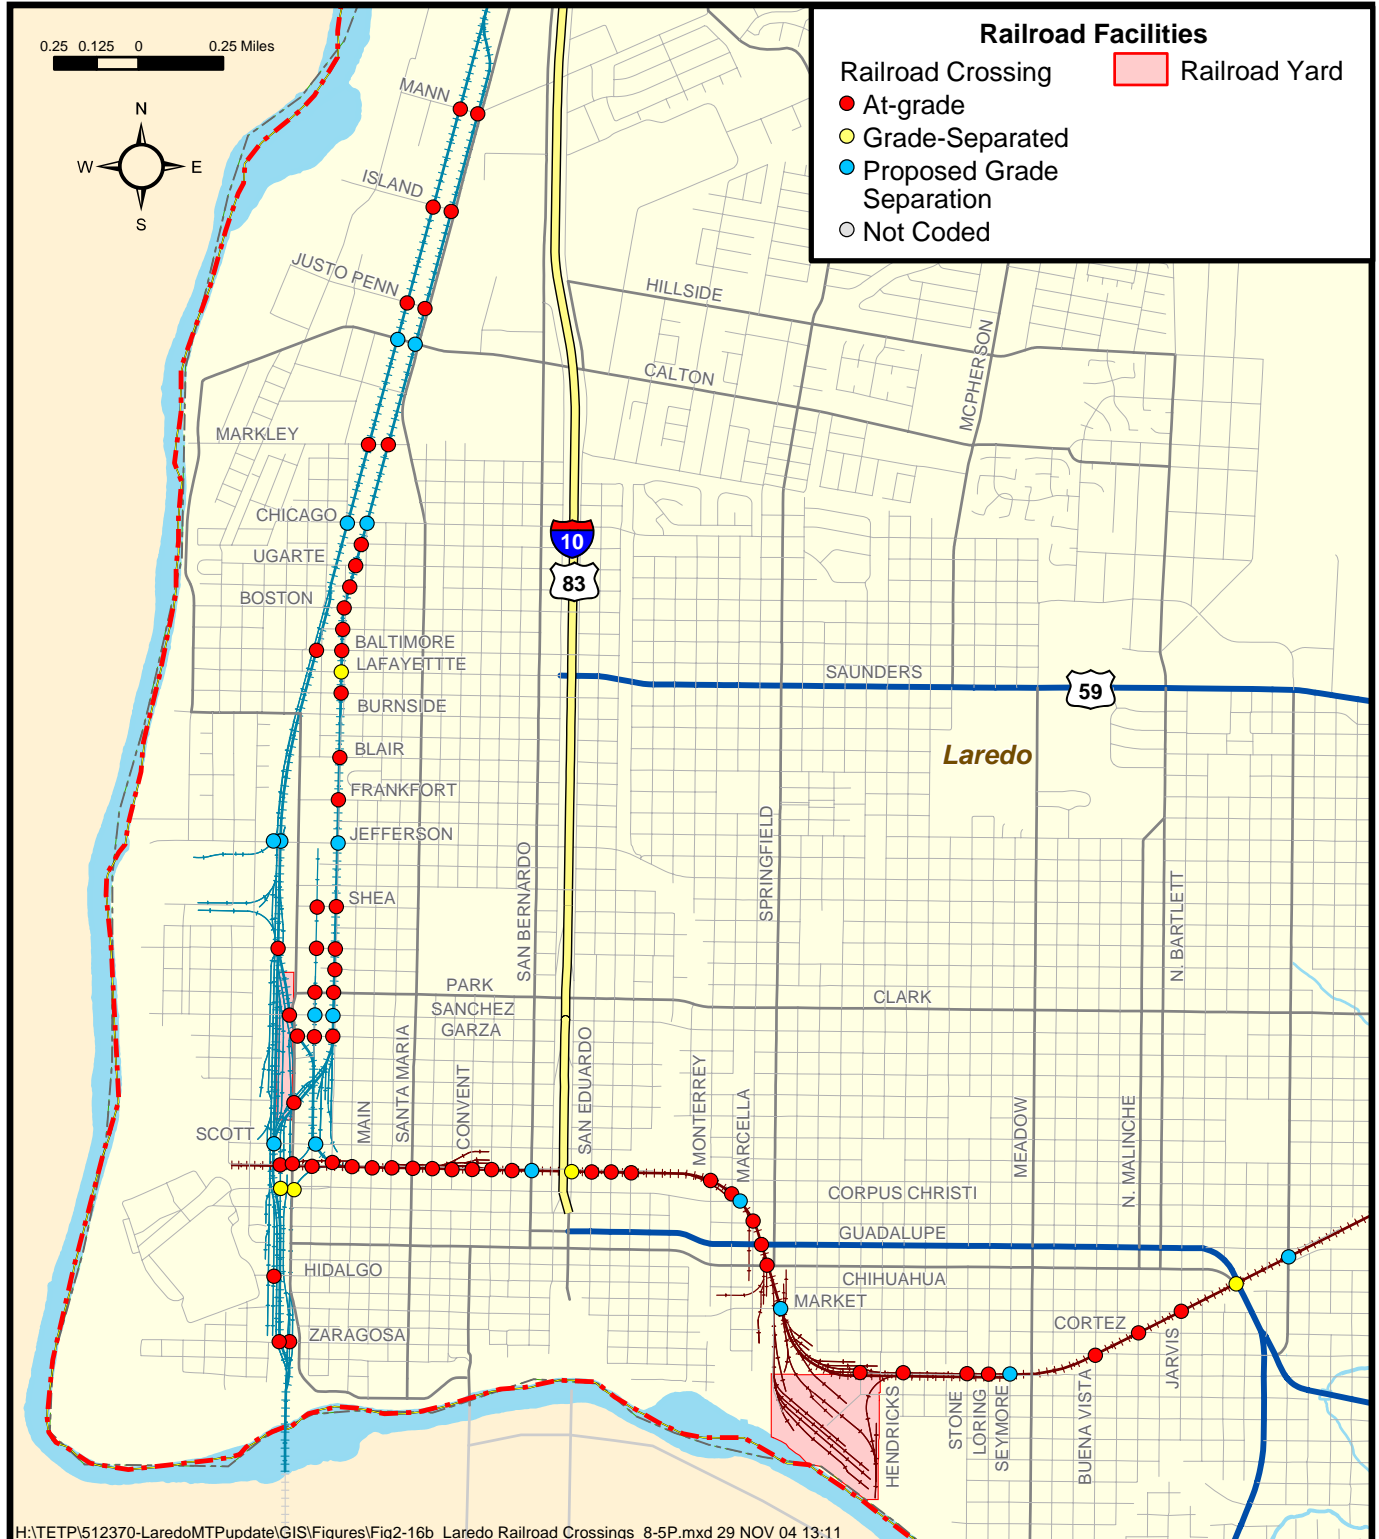 0.25 0.125 0 0.25 Miles
N
W E
S
Railroad Facilities
Railroad Crossing
Railroad Yard
At-grade
Grade-Separated
Proposed Grade
Separation
Not Coded
MANN
ISLAND
JUSTO PENN
HILLSIDE
CALTON
MCPHERSON
MARKLEY
CHICAGO
10
UGARTE
83
BOSTON
BALTIMORE
LAFAYETTTE
SAUNDERS
59
BURNSIDE
BLAIR
Laredo
FRANKFORT
JEFFERSON
SPRINGFIELD
SAN BERNARDO
SHEA
N. BARTLETT
PARK
CLARK
SANCHEZ
GARZA
SANTA MARIA
SAN EDUARDO
MONTERREY
MARCELLA
MAIN
CONVENT
MEADOW
N. MALINCHE
SCOTT
CORPUS CHRISTI
GUADALUPE
HIDALGO
CHIHUAHUA
MARKET
ZARAGOSA
CORTEZ
JARVIS
HENDRICKS
STONE
LORING
SEYMORE
BUENA VISTA
H:\TETP\512370-LaredoMTPupdate\GIS\Figures\Fig2-16b_Laredo Railroad Crossings_8-5P.mxd 29 NOV 04 13:11